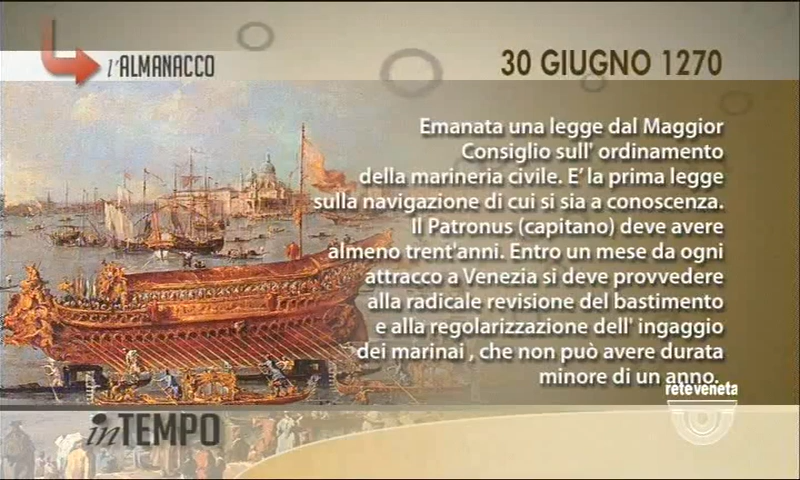 l'ALMANACCO
30 GIUGNO 1270
Emanata una legge dal Maggior
Consiglio sull' ordinamento
della marineria civile. E' la prima legge
sulla navigazione di cui si sia a conoscenza.
Il Patronus (capitano) deve avere
almeno trent'anni. Entro un mese da ogni
attracco a Venezia si deve provvedere
alla radicale revisione del bastimento
e alla regolarizzazione dell' ingaggio
dei marinai , che non può avere durata
minore di un anno.
reteveneta
inTEMPO